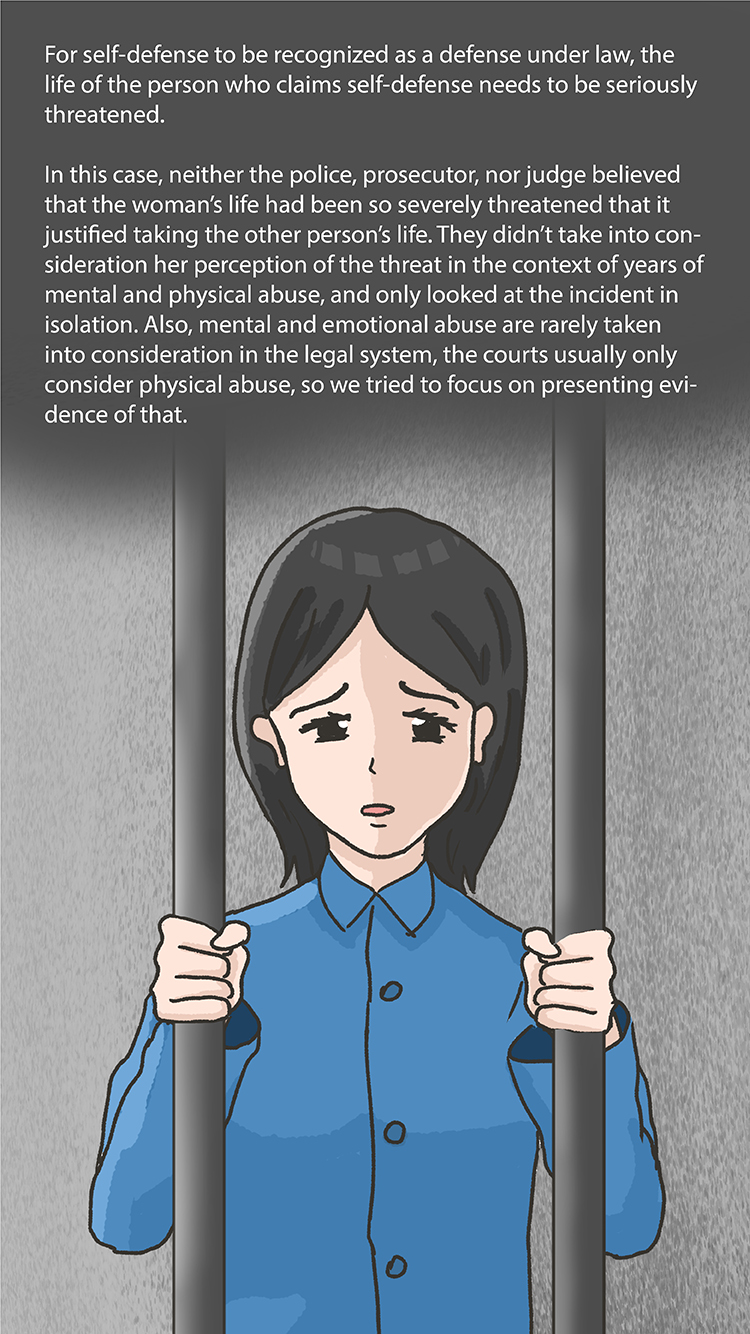 For self-defense to be recognized as a defense under law, the
life of the person who claims self-defense needs to be seriously
threatened.
In this case, neither the police, prosecutor, nor judge believed
that the woman’s life had been so severely threatened that it
justified taking the other person’s life. They didn’t take into con-
sideration her perception of the threat in the context of years of
mental and physical abuse, and only looked at the incident in
isolation. Also, mental and emotional abuse are rarely taken
into consideration in the legal system, the courts usually only
consider physical abuse, so we tried to focus on presenting evi-
dence of that.